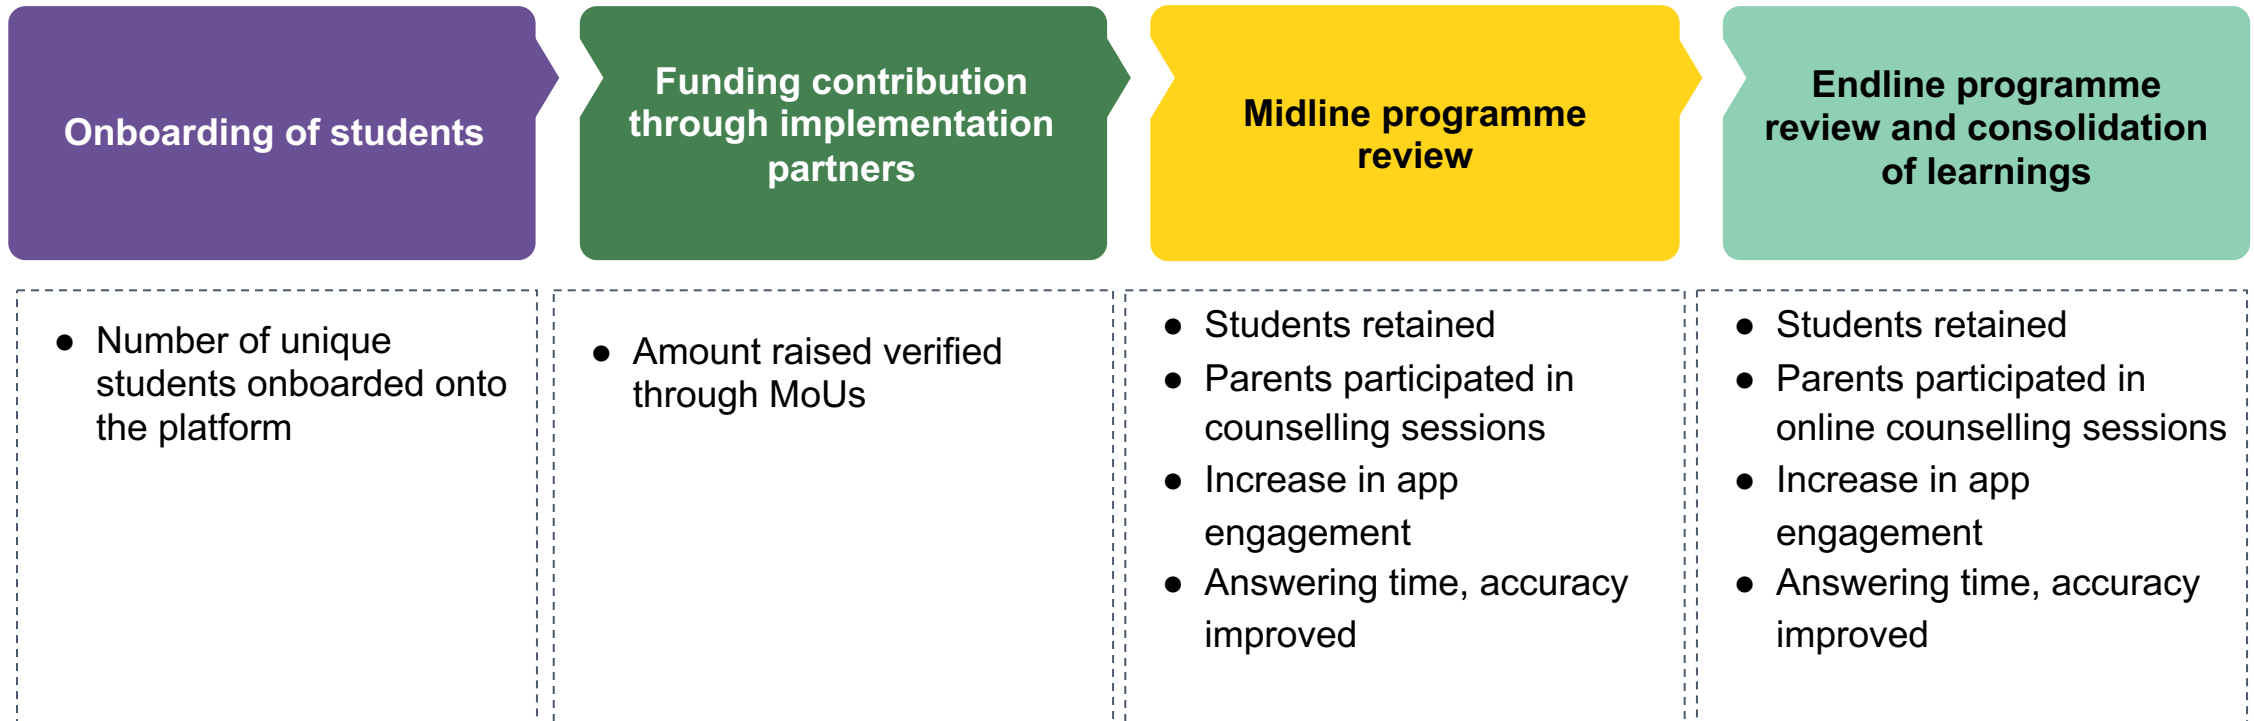 Onboarding of students
Funding contribution
through implementation
partners
Midline programme
review
Endline programme
review and consolidation
of learnings
● Number of unique
students onboarded onto
the platform
● Amount raised verified
through MoUs
● Students retained
● Parents participated in
counselling sessions
● Increase in app
engagement
● Answering time, accuracy
improved
● Students retained
● Parents participated in
online counselling sessions
● Increase in app
engagement
● Answering time, accuracy
improved